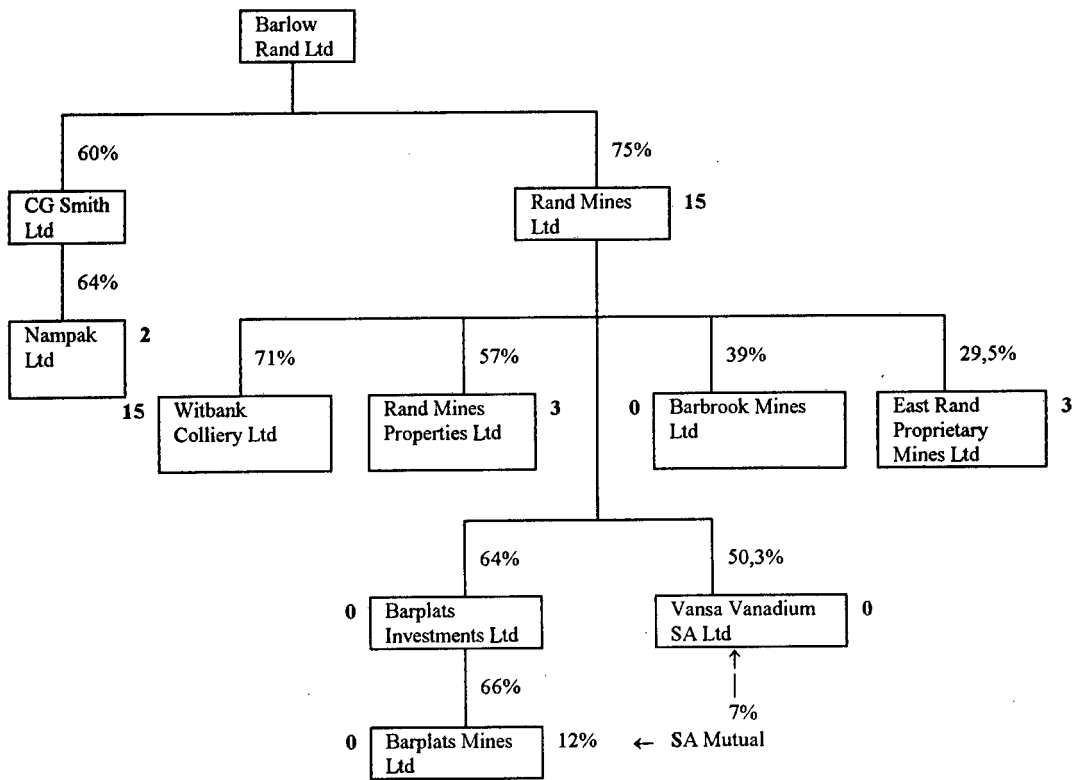 Barlow
Rand Ltd
60%
75%
CG Smith
Ltd
Rand Mines
Ltd
15
64%
Nampak
Ltd
2
71%
57%
39%
29,5%
15
Witbank
Colliery Ltd
Rand Mines
Properties Ltd
3
0
Barbrook Mines
Ltd
East Rand
Proprietary
Mines Ltd
3
64%
50,3%
0
Barplats
Investments Ltd
Vansa Vanadium
SA Ltd
0
66%
7%
0
Barplats Mines
Ltd
12% ← SA Mutual